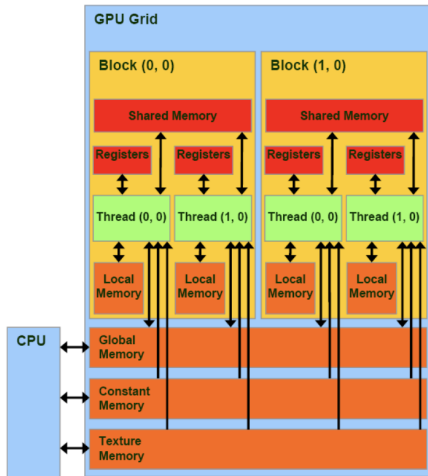 GPU Grid
Block (0, 0)
Block (1, 0)
Shared Memory
Shared Memory
Registers
Registers
Registers
Registers
Thread (0, 0)
Thread (1, 0)
Thread (0, 0)
Thread (1, 0)
Local
Memory
Local
Memory
Local
Memory
Local
Memory
CPU
Global
Memory
Constant
Memory
Texture
Memory